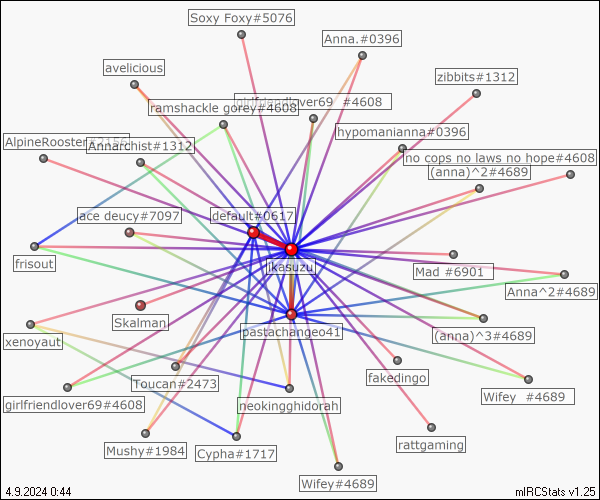 Soxy Foxy#5076
Anna.#0396
avelicious
zibbits#1312
girlfriendlover69 #4608
ramshackle gorey#4608
hypomanianna#0396
AlpineRooster#2156
Annarchist#1312
no cops no laws no hope#4608
(anna)^2#4689
ace deucy#7097
default#0617
frisout
jkasuzu
Mad #6901
Anna^2#4689
Skalman
pastachangeo41
(anna)^3#4689
xenoyaut
Toucan#2473
fakedingo
girlfriendlover69#4608
neokingghidorah
Wifey #4689
Mushy#1984
Cypha#1717
rattgaming
Wifey#4689
4.9.2024 0:44
mIRCStats v1.25